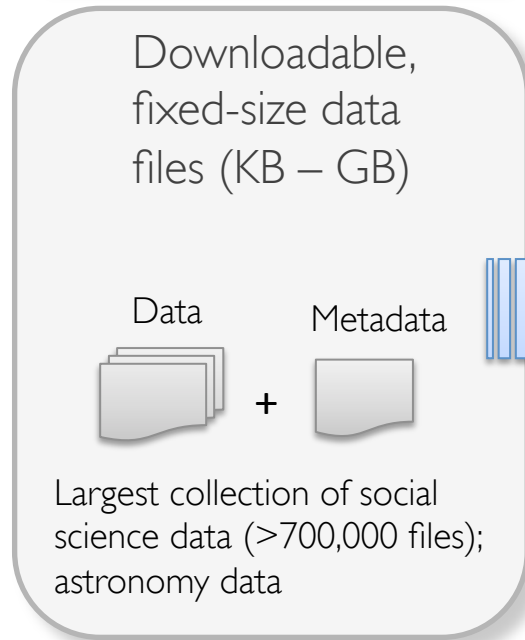 Downloadable,
fixed-size data
files (KB – GB)
Data
Metadata
+
Largest collection of social
science data (>700,000 files);
astronomy data